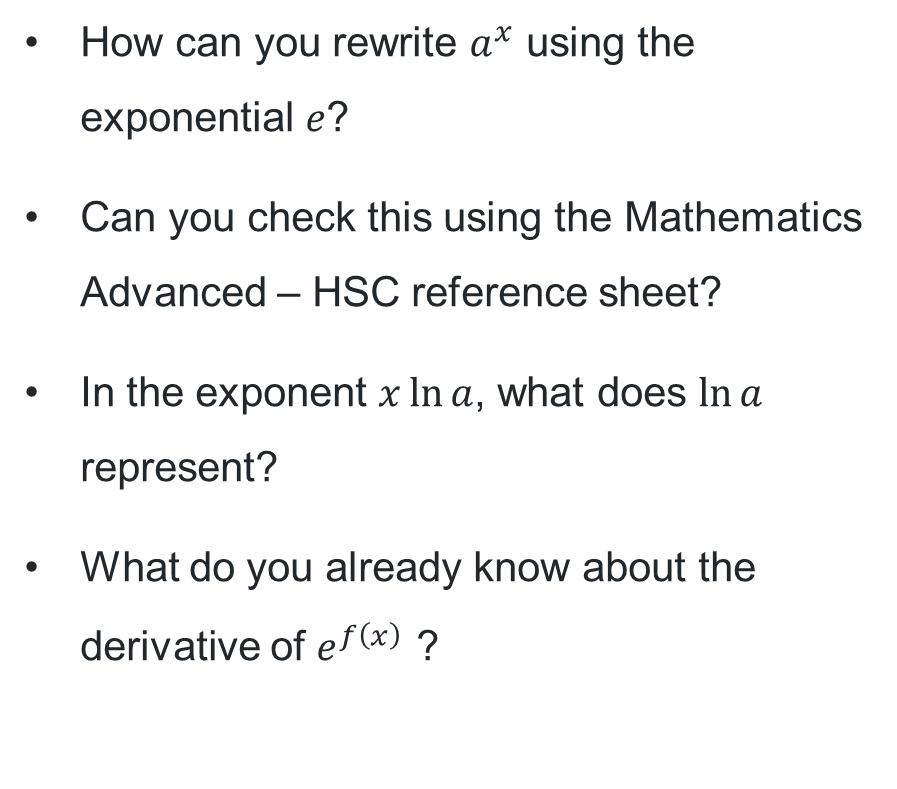 • How can you rewrite aˣ using the
exponential e?
• Can you check this using the Mathematics
Advanced – HSC reference sheet?
• In the exponent x ln a, what does ln a
represent?
• What do you already know about the
derivative of e^f(x) ?